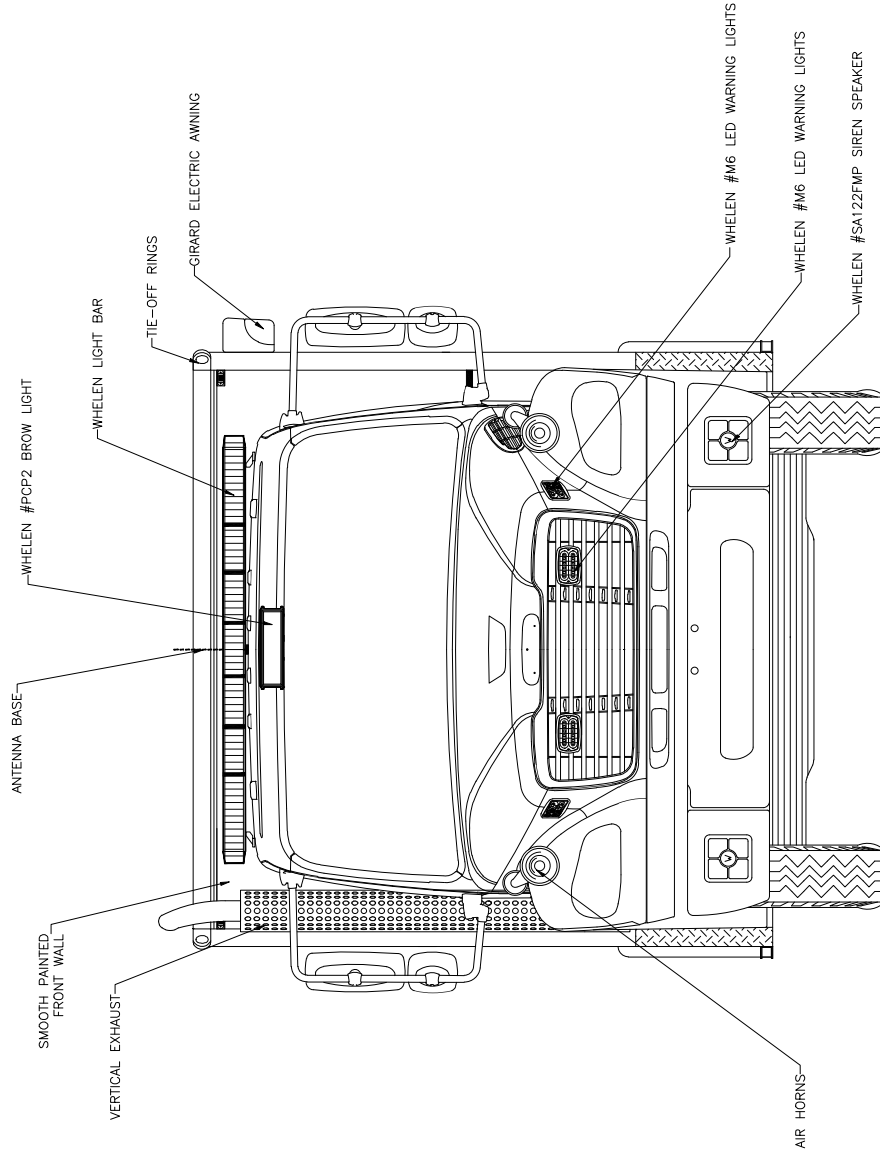 SMOOTH PAINTED
FRONT WALL
VERTICAL EXHAUST
ANTENNA BASE
WHELEN #PCP2 BROW LIGHT
WHELEN LIGHT BAR
TIE-OFF RINGS
GIRARD ELECTRIC AWNING
WHELEN #M6 LED WARNING LIGHTS
WHELEN #M6 LED WARNING LIGHTS
WHELEN #SA122FMP SIREN SPEAKER
AIR HORNS